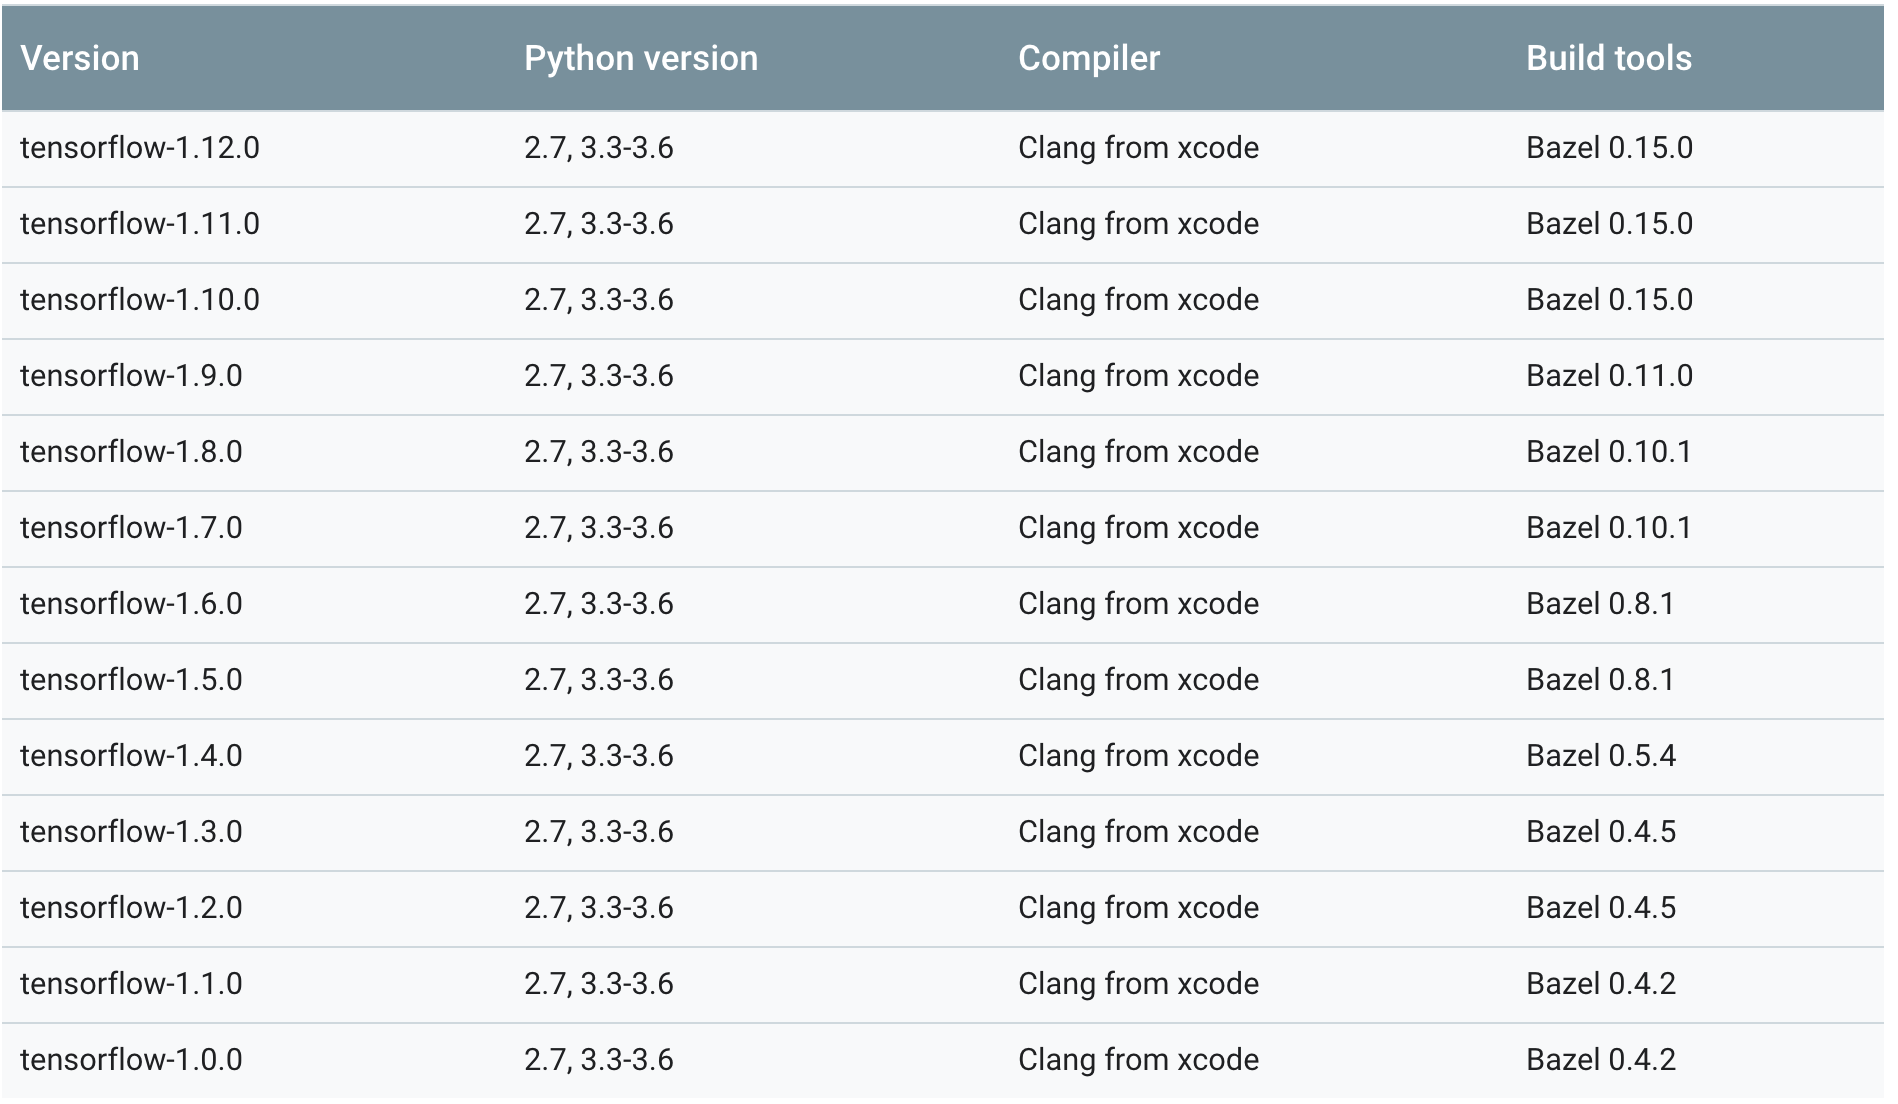 Version Python version Compiler Build tools
tensorflow-1.12.0 2.7, 3.3-3.6 Clang from xcode Bazel 0.15.0
tensorflow-1.11.0 2.7, 3.3-3.6 Clang from xcode Bazel 0.15.0
tensorflow-1.10.0 2.7, 3.3-3.6 Clang from xcode Bazel 0.15.0
tensorflow-1.9.0 2.7, 3.3-3.6 Clang from xcode Bazel 0.11.0
tensorflow-1.8.0 2.7, 3.3-3.6 Clang from xcode Bazel 0.10.1
tensorflow-1.7.0 2.7, 3.3-3.6 Clang from xcode Bazel 0.10.1
tensorflow-1.6.0 2.7, 3.3-3.6 Clang from xcode Bazel 0.8.1
tensorflow-1.5.0 2.7, 3.3-3.6 Clang from xcode Bazel 0.8.1
tensorflow-1.4.0 2.7, 3.3-3.6 Clang from xcode Bazel 0.5.4
tensorflow-1.3.0 2.7, 3.3-3.6 Clang from xcode Bazel 0.4.5
tensorflow-1.2.0 2.7, 3.3-3.6 Clang from xcode Bazel 0.4.5
tensorflow-1.1.0 2.7, 3.3-3.6 Clang from xcode Bazel 0.4.2
tensorflow-1.0.0 2.7, 3.3-3.6 Clang from xcode Bazel 0.4.2